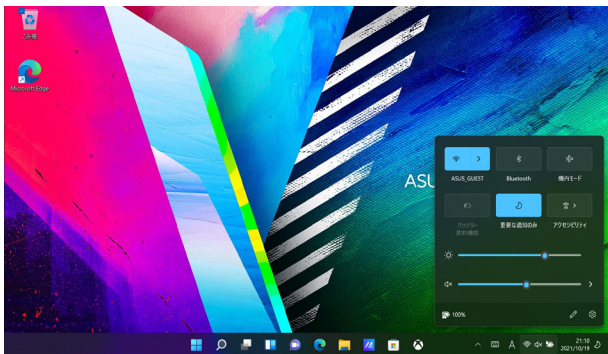 ごみ箱
Microsoft Edge
ASU
ASUS_GUEST
Bluetooth
機内モード
バッテリー
節約機能
重要な通知のみ
アクセシビリティ
100%
A
21:10
2021/10/19